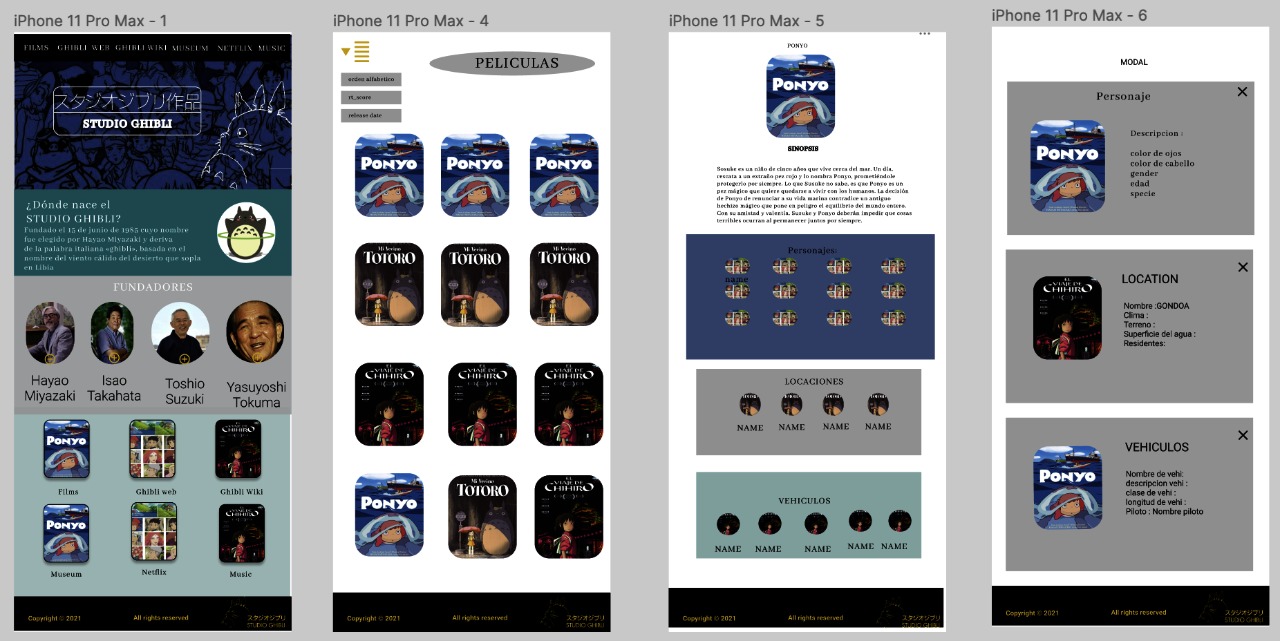 iPhone 11 Pro Max - 1
FILMS GHIBLI WEB GHIBLI WIKI MUSEUM NETFLIX MUSIC
スタジオジブリ作品
STUDIO GHIBLI
¿Dónde nace el
STUDIO GHIBLI?
Fundado el 15 de junio de 1985 cuyo nombre
fue elegido por Hayao Miyazaki y deriva
de la palabra italiana «ghibli», basada en el
nombre del viento cálido del desierto que sopla
en Libia
FUNDADORES
Hayao
Miyazaki
Isao
Takahata
Toshio
Suzuki
Yasuyoshi
Tokuma
PONYO
EL
VIAJE DE
CHIHIRO
Films
Ghibli web
Ghibli Wiki
PONYO
EL
VIAJE DE
CHIHIRO
Museum
Netflix
Music
Copyright © 2021
All rights reserved
スタジオジブリ
STUDIO GHIBLI
iPhone 11 Pro Max - 4
PELICULAS
orden alfabetico
rt_score
release date
PONYO
PONYO
PONYO
Mi Vecino
TOTORO
Mi Vecino
TOTORO
Mi Vecino
TOTORO
EL
VIAJE DE
CHIHIRO
EL
VIAJE DE
CHIHIRO
EL
VIAJE DE
CHIHIRO
PONYO
Mi Vecino
TOTORO
EL
VIAJE DE
CHIHIRO
Copyright © 2021
All rights reserved
スタジオジブリ
STUDIO GHIBLI
iPhone 11 Pro Max - 5
PONYO
PONYO
SINOPSIS
Sosuke es un niño de cinco años que vive cerca del mar. Un día,
rescata a un extraño pez rojo y lo nombra Ponyo, prometiéndole
protegerlo por siempre. Lo que Susuke no sabe, es que Ponyo es un
pez mágico que quiere quedarse a vivir con los humanos. La decisión
de Ponyo de renunciar a su vida marina contradice un antiguo
hechizo mágico que pone en peligro el equilibrio del mundo entero.
Con su amistad y valentía, Susuke y Ponyo deberán impedir que cosas
terribles ocurran al permanecer juntos por siempre.
Personajes:
name
LOCACIONES
NAME
NAME
NAME
NAME
VEHICULOS
NAME
NAME
NAME
NAME
NAME
Copyright © 2021
All rights reserved
スタジオジブリ
STUDIO GHIBLI
iPhone 11 Pro Max - 6
MODAL
Personaje
PONYO
Descripcion :
color de ojos
color de cabello
gender
edad
specie
EL
VIAJE DE
CHIHIRO
LOCATION
Nombre :GONDOA
Clima :
Terreno :
Superficie del agua :
Residentes:
PONYO
VEHICULOS
Nombre de vehi:
descripcion vehi :
clase de vehi :
longitud de vehi :
Piloto : Nombre piloto
Copyright © 2021
All rights reserved
スタジオジブリ
STUDIO GHIBLI